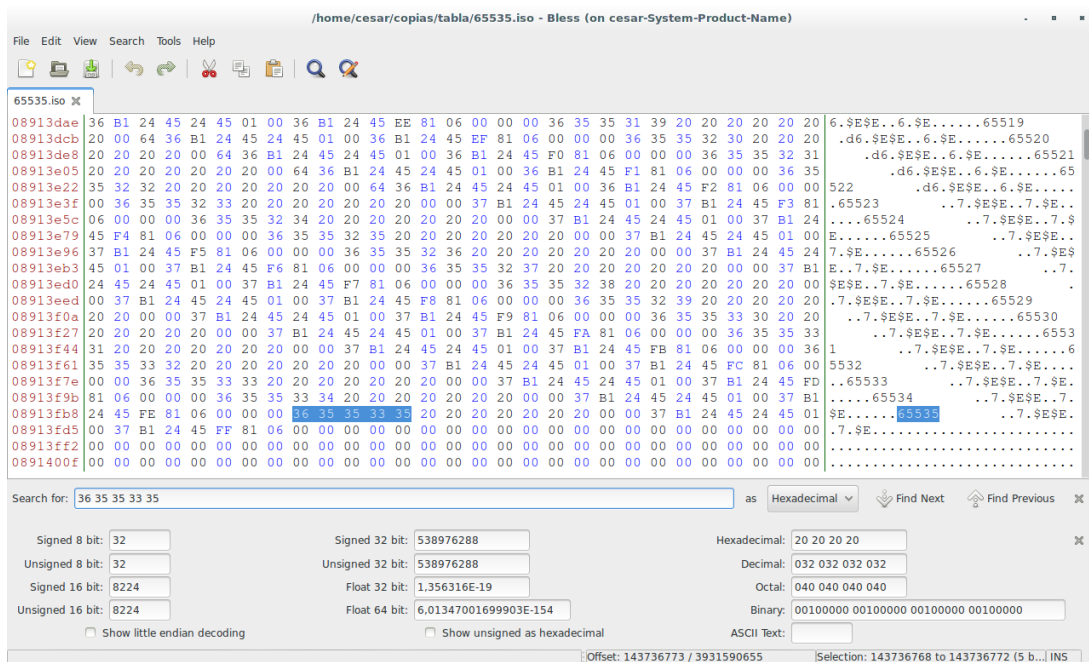 /home/cesar/copias/tabla/65535.iso - Bless (on cesar-System-Product-Name)
File Edit View Search Tools Help
65535.iso
08913dae 36 B1 24 45 24 45 01 00 36 B1 24 45 EE 81 06 00 00 00 36 35 35 31 39 20 20 20 20 20 20 6.$E$E..6.$E......65519
08913dcb 20 00 64 36 B1 24 45 24 45 01 00 36 B1 24 45 EF 81 06 00 00 00 36 35 35 32 30 20 20 20 .d6.$E$E..6.$E......65520
08913de8 20 20 20 20 00 64 36 B1 24 45 24 45 01 00 36 B1 24 45 F0 81 06 00 00 00 36 35 35 32 31 .d6.$E$E..6.$E......65521
08913e05 20 20 20 20 20 20 20 00 64 36 B1 24 45 24 45 01 00 36 B1 24 45 F1 81 06 00 00 00 36 35 .d6.$E$E..6.$E......65
08913e22 35 32 32 20 20 20 20 20 20 20 00 64 36 B1 24 45 24 45 01 00 36 B1 24 45 F2 81 06 00 00 522 .d6.$E$E..6.$E.....
08913e3f 00 36 35 35 32 33 20 20 20 20 20 20 20 00 00 37 B1 24 45 24 45 01 00 37 B1 24 45 F3 81 .65523 ..7.$E$E..7.$E..
08913e5c 06 00 00 00 36 35 35 32 34 20 20 20 20 20 20 20 00 00 37 B1 24 45 24 45 01 00 37 B1 24 ....65524 ..7.$E$E..7.$
08913e79 45 F4 81 06 00 00 00 36 35 35 32 35 20 20 20 20 20 20 20 00 00 37 B1 24 45 24 45 01 00 E......65525 ..7.$E$E..
08913e96 37 B1 24 45 F5 81 06 00 00 00 36 35 35 32 36 20 20 20 20 20 20 20 00 00 37 B1 24 45 24 7.$E......65526 ..7.$E$
08913eb3 45 01 00 37 B1 24 45 F6 81 06 00 00 00 36 35 35 32 37 20 20 20 20 20 20 20 00 00 37 B1 E..7.$E......65527 ..7.
08913ed0 24 45 24 45 01 00 37 B1 24 45 F7 81 06 00 00 00 36 35 35 32 38 20 20 20 20 20 20 20 00 $E$E..7.$E......65528 .
08913eed 00 37 B1 24 45 24 45 01 00 37 B1 24 45 F8 81 06 00 00 00 36 35 35 32 39 20 20 20 20 20 .7.$E$E..7.$E......65529
08913f0a 20 20 00 00 37 B1 24 45 24 45 01 00 37 B1 24 45 F9 81 06 00 00 00 36 35 35 33 30 20 20 ..7.$E$E..7.$E......65530
08913f27 20 20 20 20 20 00 00 37 B1 24 45 24 45 01 00 37 B1 24 45 FA 81 06 00 00 00 36 35 35 33 ..7.$E$E..7.$E......6553
08913f44 31 20 20 20 20 20 20 20 00 00 37 B1 24 45 24 45 01 00 37 B1 24 45 FB 81 06 00 00 00 36 1 ..7.$E$E..7.$E......6
08913f61 35 35 33 32 20 20 20 20 20 20 20 00 00 37 B1 24 45 24 45 01 00 37 B1 24 45 FC 81 06 00 5532 ..7.$E$E..7.$E....
08913f7e 00 00 36 35 35 33 33 20 20 20 20 20 20 20 00 00 37 B1 24 45 24 45 01 00 37 B1 24 45 FD ..65533 ..7.$E$E..7.$E.
08913f9b 81 06 00 00 00 36 35 35 33 34 20 20 20 20 20 20 20 00 00 37 B1 24 45 24 45 01 00 37 B1 .....65534 ..7.$E$E..7.
08913fb8 24 45 FE 81 06 00 00 00 36 35 35 33 35 20 20 20 20 20 20 20 00 00 37 B1 24 45 24 45 01 $E......65535 ..7.$E$E.
08913fd5 00 37 B1 24 45 FF 81 06 00 00 00 00 00 00 00 00 00 00 00 00 00 00 00 00 00 00 00 00 00 .7.$E........................
08913ff2 00 00 00 00 00 00 00 00 00 00 00 00 00 00 00 00 00 00 00 00 00 00 00 00 00 00 00 00 00 .............................
0891400f 00 00 00 00 00 00 00 00 00 00 00 00 00 00 00 00 00 00 00 00 00 00 00 00 00 00 00 00 00 .............................
Search for: 36 35 35 33 35 as Hexadecimal Find Next Find Previous
Signed 8 bit: 32 Signed 32 bit: 538976288 Hexadecimal: 20 20 20 20
Unsigned 8 bit: 32 Unsigned 32 bit: 538976288 Decimal: 032 032 032 032
Signed 16 bit: 8224 Float 32 bit: 1,356316E-19 Octal: 040 040 040 040
Unsigned 16 bit: 8224 Float 64 bit: 6,01347001699903E-154 Binary: 00100000 00100000 00100000 00100000
Show little endian decoding Show unsigned as hexadecimal ASCII Text:
Offset: 143736773 / 3931590655 Selection: 143736768 to 143736772 (5 b... INS